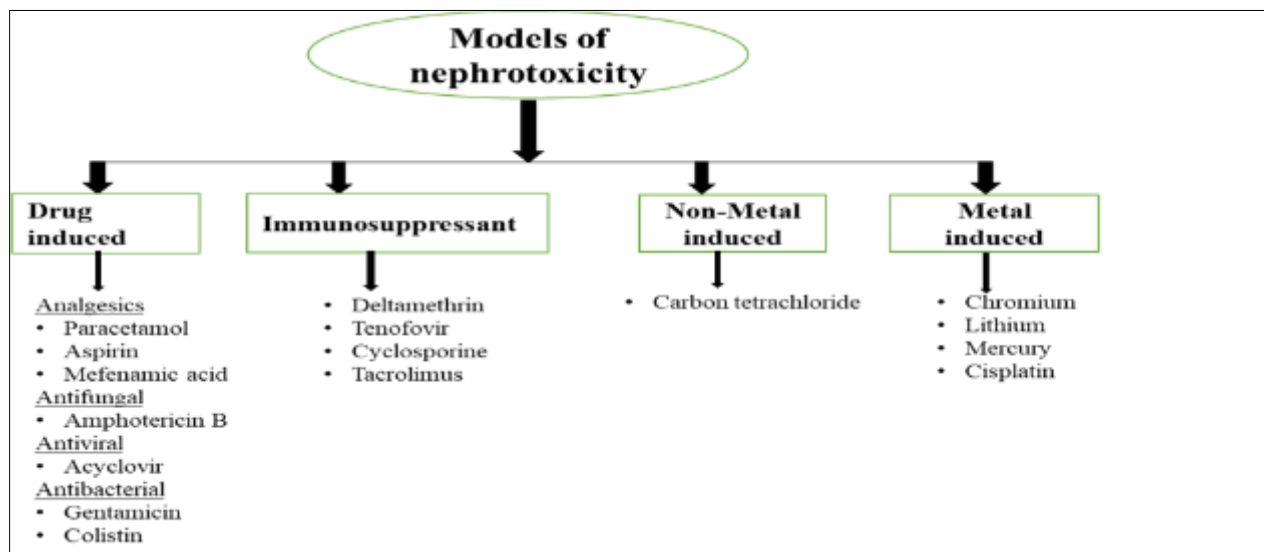 Models of
nephrotoxicity
Drug
induced
Immunosuppressant
Non-Metal
induced
Metal
induced
Analgesics
• Paracetamol
• Aspirin
• Mefenamic acid
Antifungal
• Amphotericin B
Antiviral
• Acyclovir
Antibacterial
• Gentamicin
• Colistin
• Deltamethrin
• Tenofovir
• Cyclosporine
• Tacrolimus
• Carbon tetrachloride
• Chromium
• Lithium
• Mercury
• Cisplatin